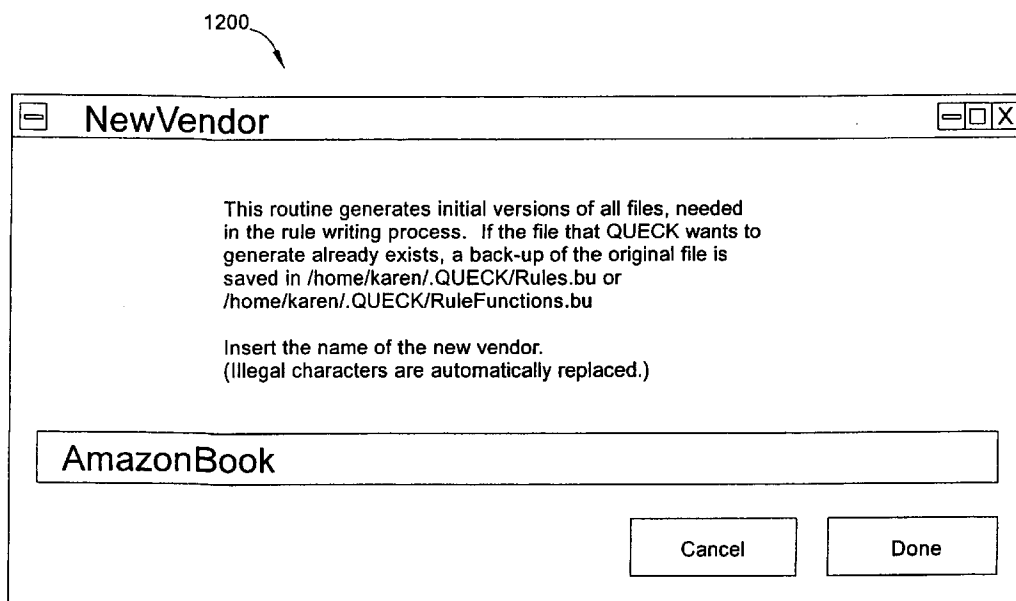 1200
NewVendor
This routine generates initial versions of all files, needed
in the rule writing process. If the file that QUECK wants to
generate already exists, a back-up of the original file is
saved in /home/karen/.QUECK/Rules.bu or
/home/karen/.QUECK/RuleFunctions.bu
Insert the name of the new vendor.
(Illegal characters are automatically replaced.)
AmazonBook
Cancel Done